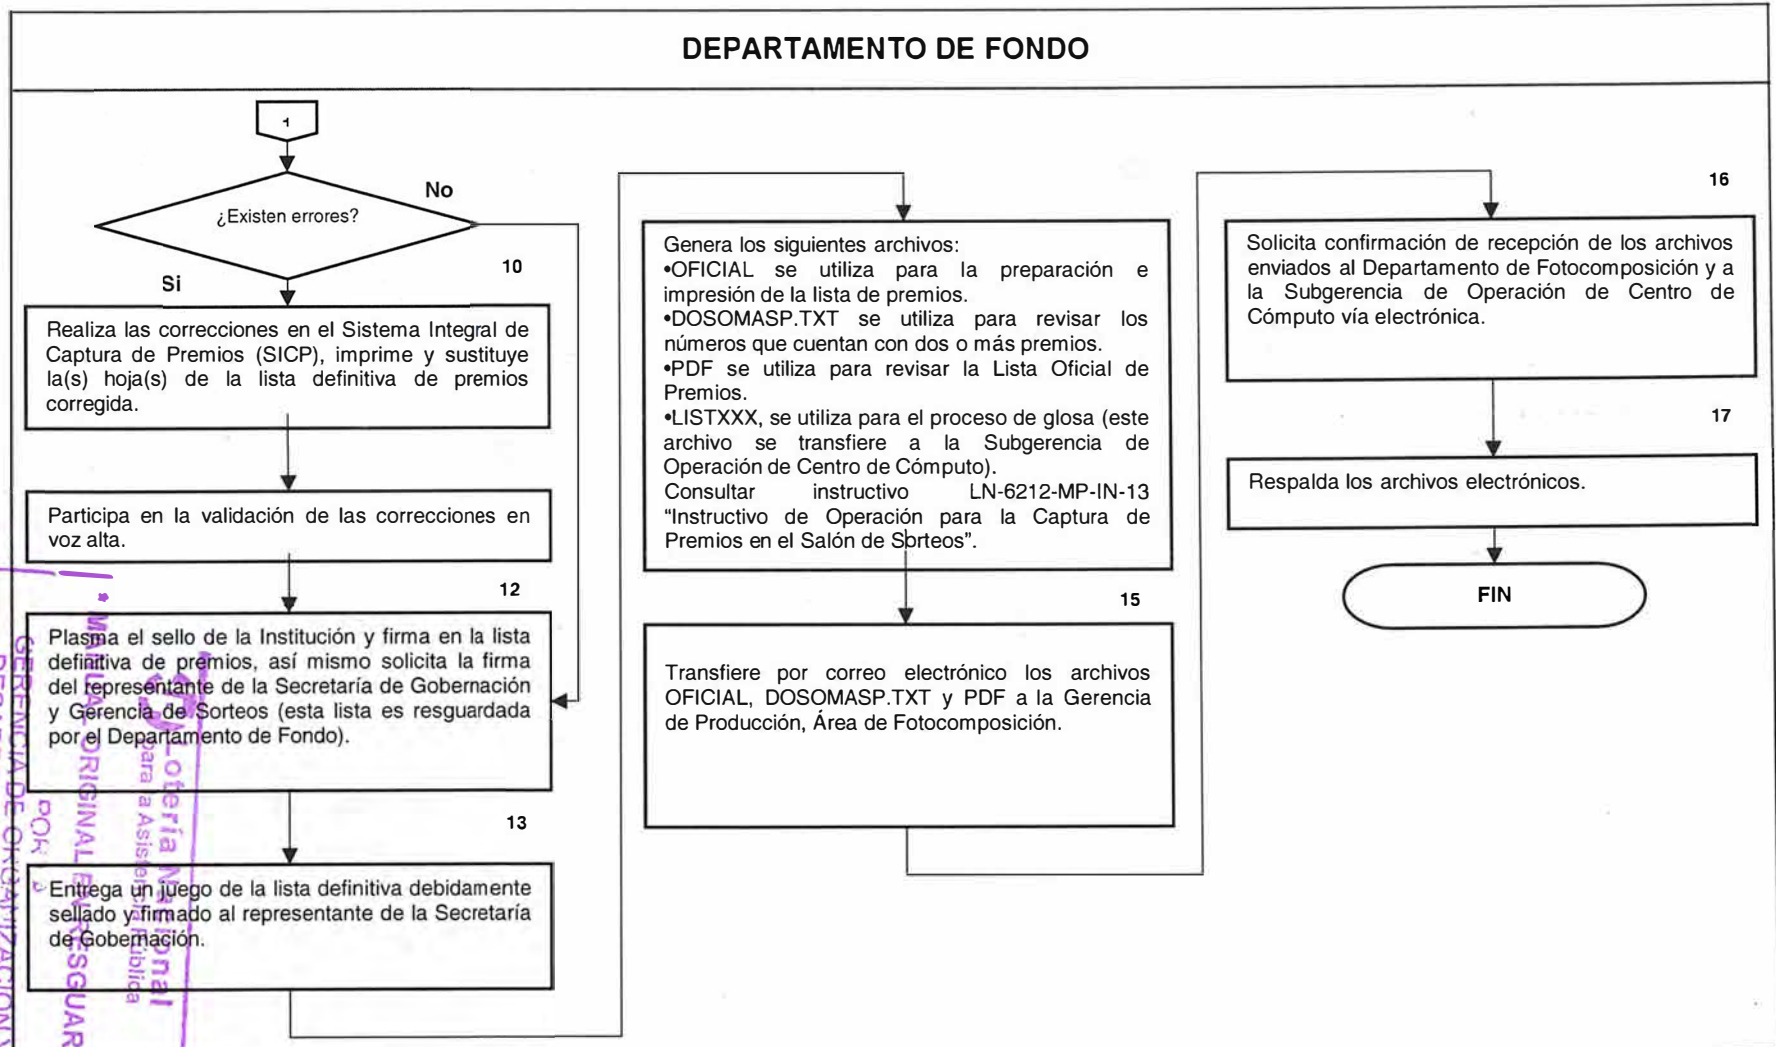 DEPARTAMENTO DE FONDO
1
¿Existen errores?
No
Si
10
Realiza las correcciones en el Sistema Integral de
Captura de Premios (SICP), imprime y sustituye
la(s) hoja(s) de la lista definitiva de premios
corregida.
Participa en la validación de las correcciones en
voz alta.
12
Plasma el sello de la Institución y firma en la lista
definitiva de premios, así mismo solicita la firma
del representante de la Secretaría de Gobernación
y Gerencia de Sorteos (esta lista es resguardada
por el Departamento de Fondo).
13
Entrega un juego de la lista definitiva debidamente
sellado y firmado al representante de la Secretaría
de Gobernación.
Genera los siguientes archivos:
•OFICIAL se utiliza para la preparación e
impresión de la lista de premios.
•DOSOMASP.TXT se utiliza para revisar los
números que cuentan con dos o más premios.
•PDF se utiliza para revisar la Lista Oficial de
Premios.
•LISTXXX, se utiliza para el proceso de glosa (este
archivo se transfiere a la Subgerencia de
Operación de Centro de Cómputo).
Consultar instructivo LN-6212-MP-IN-13
“Instructivo de Operación para la Captura de
Premios en el Salón de Sorteos”.
15
Transfiere por correo electrónico los archivos
OFICIAL, DOSOMASP.TXT y PDF a la Gerencia
de Producción, Área de Fotocomposición.
16
Solicita confirmación de recepción de los archivos
enviados al Departamento de Fotocomposición y a
la Subgerencia de Operación de Centro de
Cómputo vía electrónica.
17
Respalda los archivos electrónicos.
FIN
Lotería Nacional
para la Asistencia Pública
MANUAL ORIGINAL EN RESGUAR
POR LA
GERENCIA DE ORGANIZACION Y